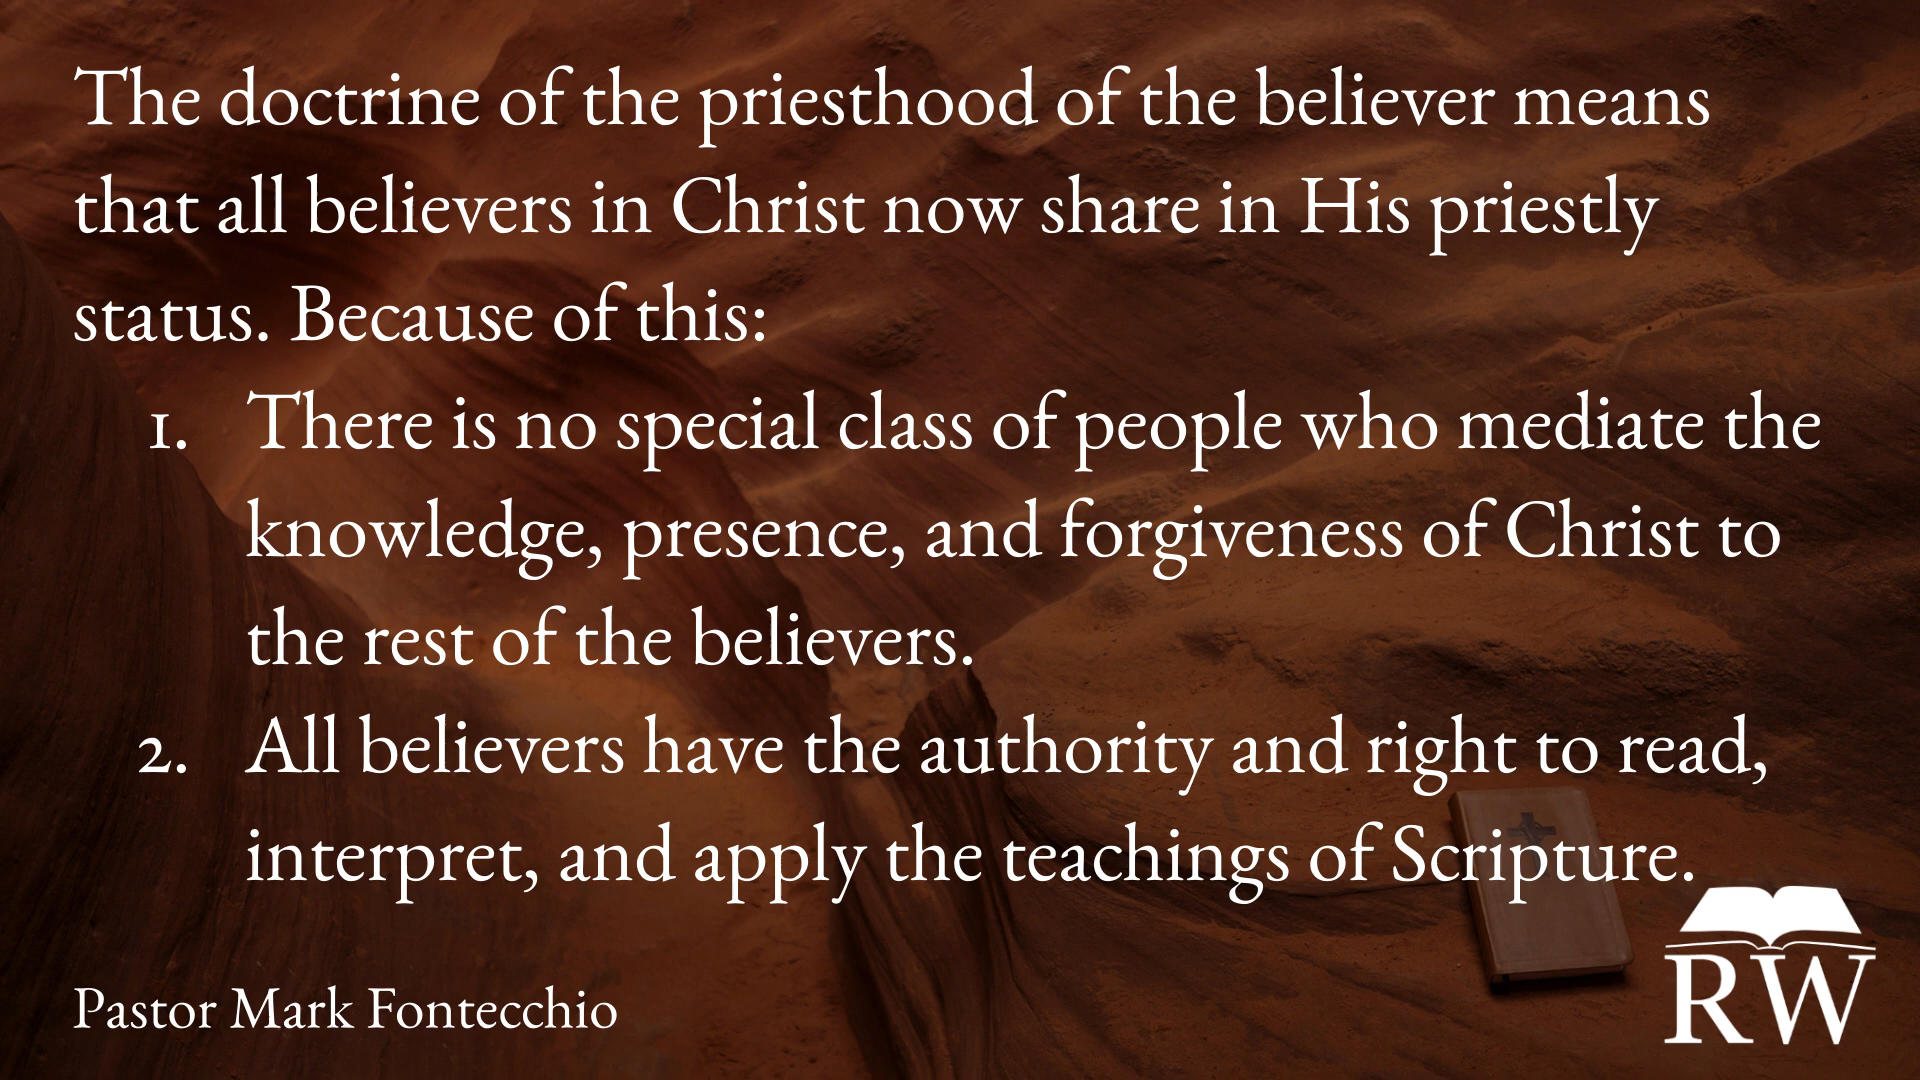 The doctrine of the priesthood of the believer means
that all believers in Christ now share in His priestly
status. Because of this:
1. There is no special class of people who mediate the
knowledge, presence, and forgiveness of Christ to
the rest of the believers.
2. All believers have the authority and right to read,
interpret, and apply the teachings of Scripture.
Pastor Mark Fontecchio
RW